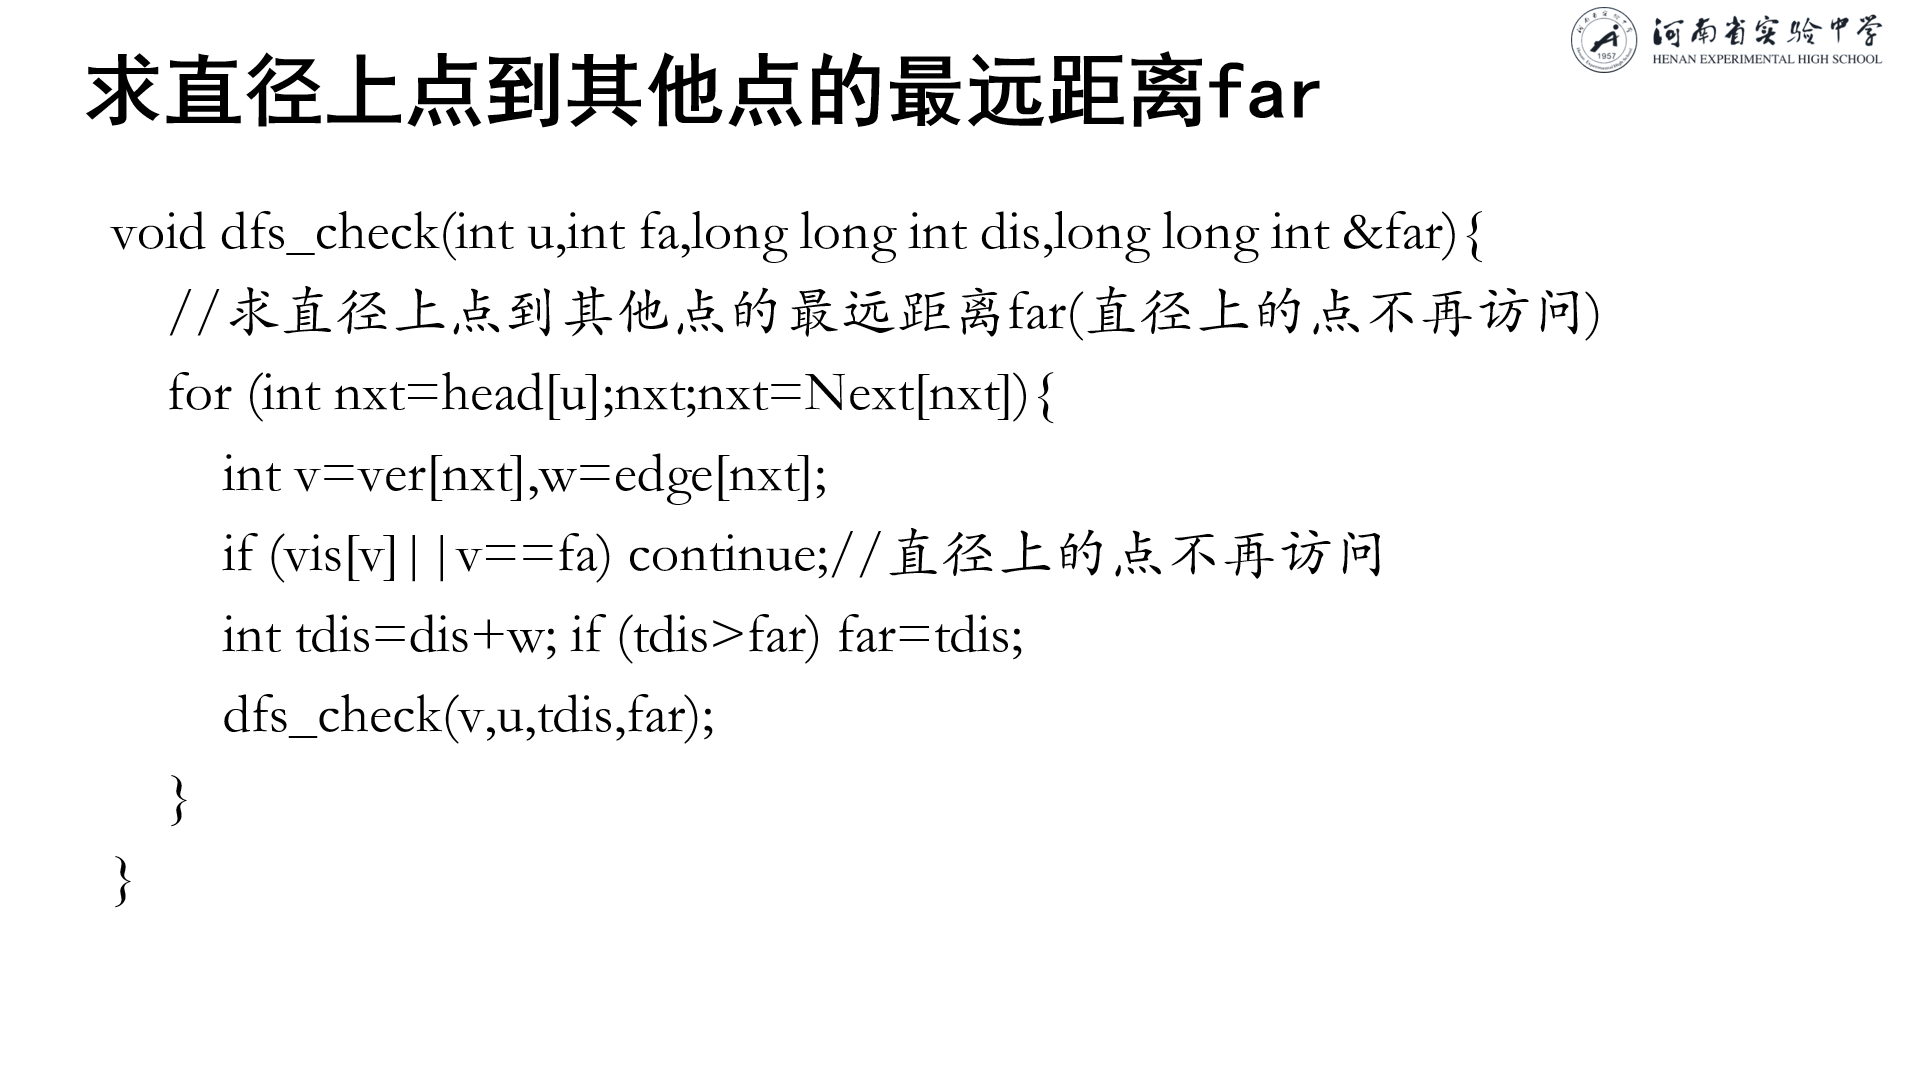 河南省实验中学
HENAN EXPERIMENTAL HIGH SCHOOL
1957
求直径上点到其他点的最远距离far
void dfs_check(int u,int fa,long long int dis,long long int &far){
//求直径上点到其他点的最远距离far(直径上的点不再访问)
for (int nxt=head[u];nxt;nxt=Next[nxt]){
int v=ver[nxt],w=edge[nxt];
if (vis[v]||v==fa) continue;//直径上的点不再访问
int tdis=dis+w; if (tdis>far) far=tdis;
dfs_check(v,u,tdis,far);
}
}